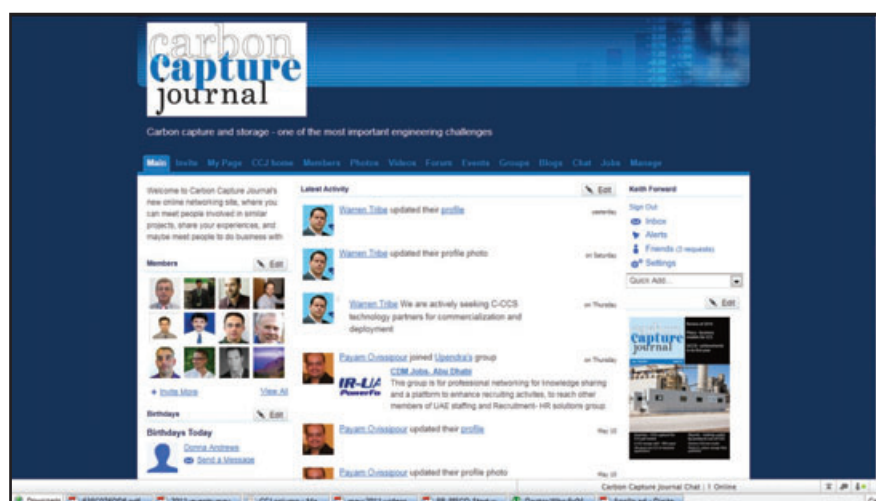 carbon
capture
journal
Carbon capture and storage - one of the most important engineering challenges
Main Invite My Page CCJ home Members Photos Videos Forum Events Groups Blogs Chat Jobs Manage
Welcome to Carbon Capture Journal's
new online networking site, where you
can meet people involved in similar
projects, share your experiences, and
maybe meet people to do business with
Members Edit
+ Invite More View All
Birthdays Edit
Birthdays Today
Donna Andrews
Send a Message
Latest Activity Edit
Warren Tribe updated their profile yesterday
Warren Tribe updated their profile photo on Saturday
Warren Tribe We are actively seeking C-CCS on Thursday
technology partners for commercialization and
deployment
Payam Ovissipour joined Upendra's group on Thursday
CDM Jobs, Abu Dhabi
IR-UA
This group is for professional networking for knowledge sharing
and a platform to enhance recruiting activites, to reach other
members of UAE staffing and Recruitment- HR solutions group
Payam Ovissipour updated their profile May 10
Payam Ovissipour updated their profile photo May 10
Keith Forward
Sign Out
Inbox
Alerts
Friends (2 requests)
Settings
Quick Add...
Edit
capture
journal
Carbon Capture Journal Chat | 1 Online